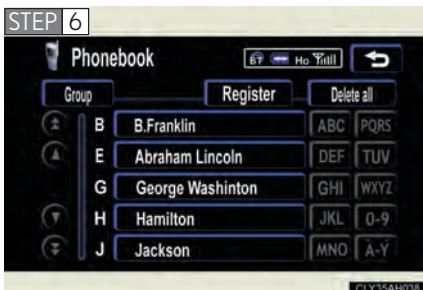 STEP 6
Phonebook BT Ho
Group Register Delete all
B B.Franklin ABC PQRS
E Abraham Lincoln DEF TUV
G George Washinton GHI WXYZ
H Hamilton JKL 0-9
J Jackson MNO À-Ý
CLY35AH038